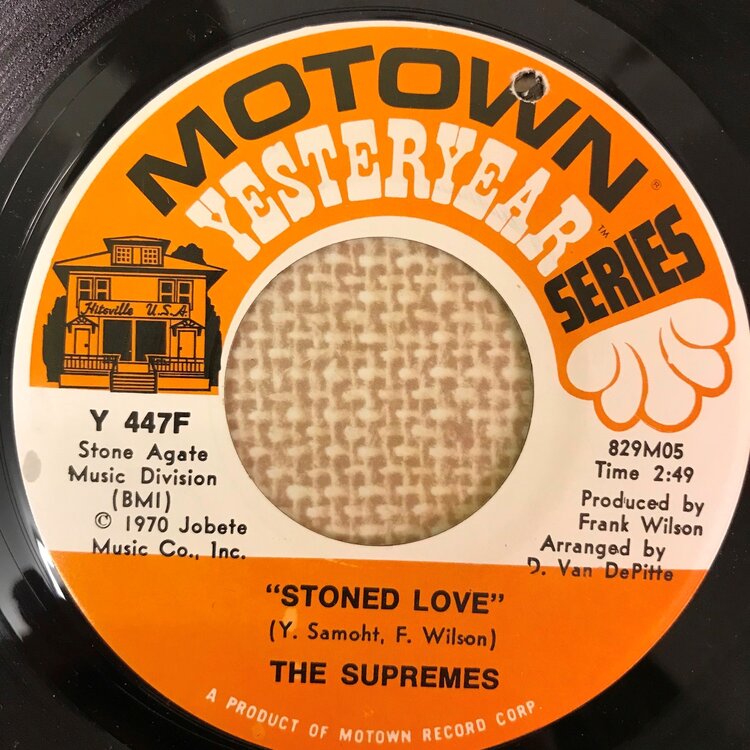 MOTOWN®
YESTERYEAR™
SERIES
Hitsville U.S.A.
Y 447F
Stone Agate
Music Division
(BMI)
© 1970 Jobete
Music Co., Inc.
829M05
Time 2:49
Produced by
Frank Wilson
Arranged by
D. Van DePitte
"STONED LOVE"
(Y. Samoht, F. Wilson)
THE SUPREMES
A PRODUCT OF MOTOWN RECORD CORP.